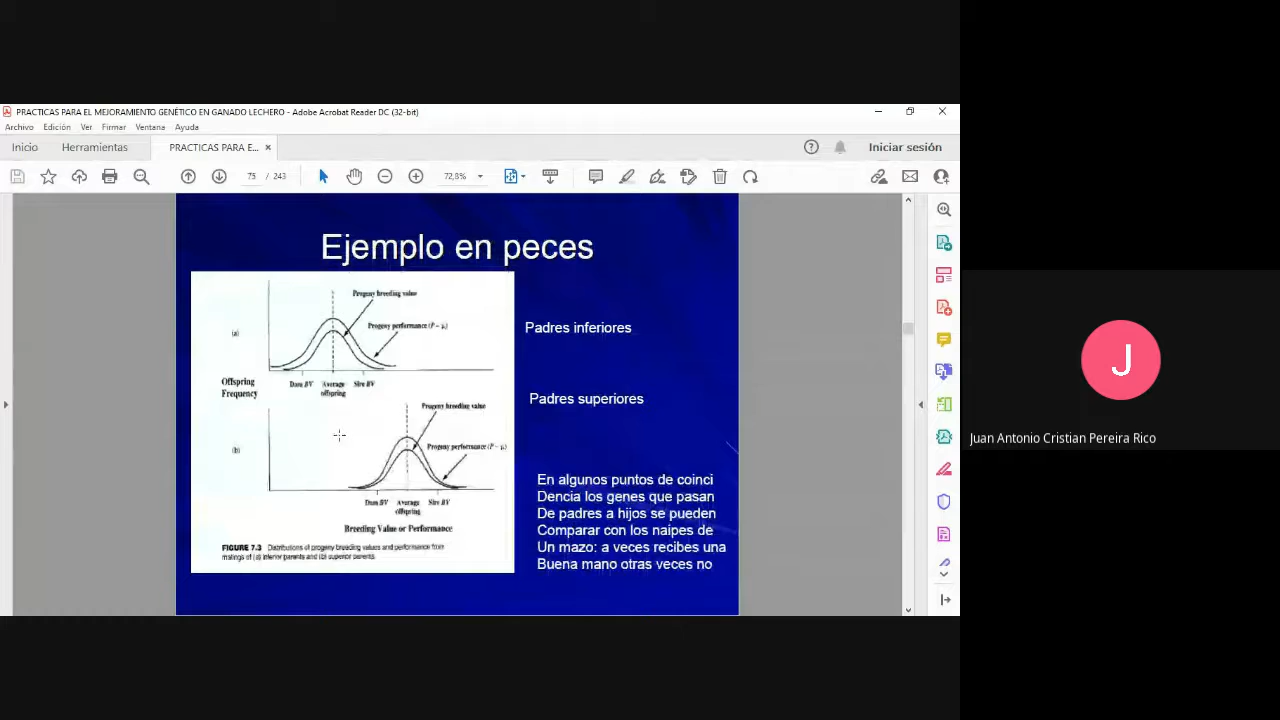 PRACTICAS PARA EL MEJORAMIENTO GENÉTICO EN GANADO LECHERO - Adobe Acrobat Reader DC (32-bit)
Archivo Edición Ver Firmar Ventana Ayuda
Inicio Herramientas PRACTICAS PARA E... × Iniciar sesión
75 / 243 72,8%
Ejemplo en peces
Progeny breeding value
Progeny performance (P - μ)
(a)
Dam BV Average offspring Sire BV
Offspring
Frequency
Padres inferiores
Padres superiores
Progeny breeding value
Progeny performance (P - μ)
(b)
Dam BV Average offspring Sire BV
Breeding Value or Performance
FIGURE 7.3 Distributions of progeny breeding values and performance from
matings of (a) inferior parents and (b) superior parents.
En algunos puntos de coinci
Dencia los genes que pasan
De padres a hijos se pueden
Comparar con los naipes de
Un mazo: a veces recibes una
Buena mano otras veces no
J
Juan Antonio Cristian Pereira Rico